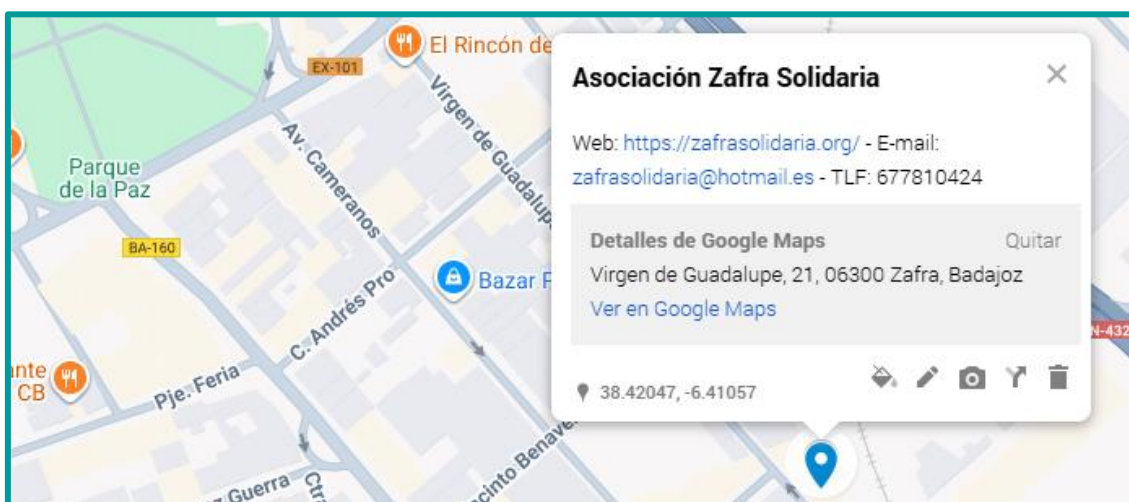 El Rincón de
EX-101
Virgen de Guadalupe
Av. Cameranos
Parque
de la Paz
BA-160
Bazar
C. Andrés Pro
Pje. Feria
CB
Guerra
Asociación Zafra Solidaria
Web: https://zafrasolidaria.org/ - E-mail:
zafrasolidaria@hotmail.es - TLF: 677810424
Detalles de Google Maps Quitar
Virgen de Guadalupe, 21, 06300 Zafra, Badajoz
Ver en Google Maps
38.42047, -6.41057
N-432